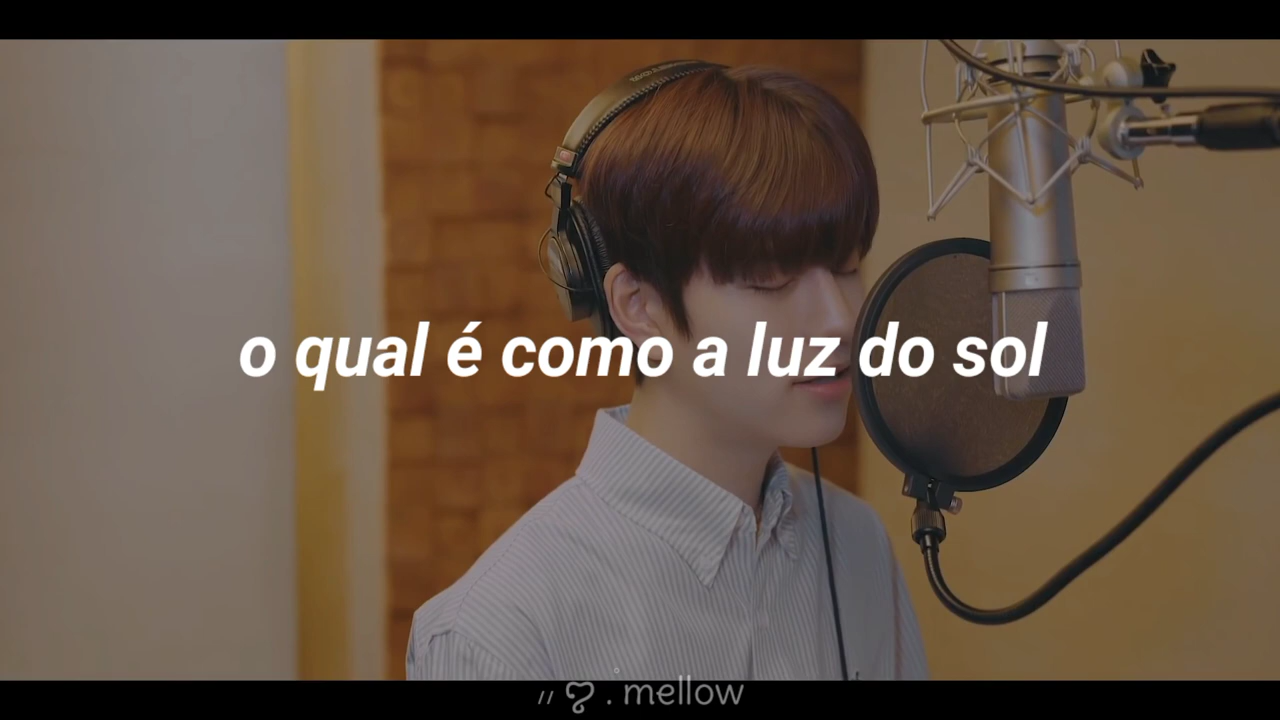 o qual é como a luz do sol
// ღ . mellow